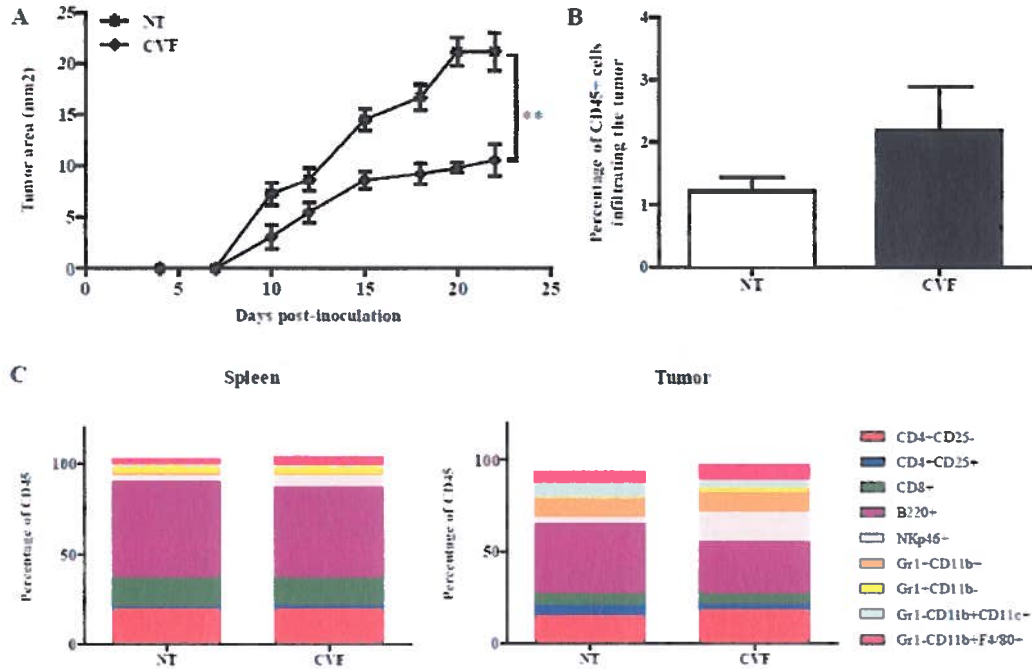 A
NT
CVF
Tumor area (mm2)
25
20
15
10
5
0
0
5
10
15
20
25
Days post-inoculation
**
B
Percentage of CD45+ cells
infiltrating the tumor
4
3
2
1
0
NT
CVF
C
Spleen
Percentage of CD45
100
50
0
NT
CVF
Tumor
Percentage of CD45
100
50
0
NT
CVF
CD4+CD25-
CD4+CD25+
CD8+
B220+
NKp46+
Gr1+CD11b+
Gr1+CD11b-
Gr1-CD11b+CD11c+
Gr1-CD11b+F4/80+